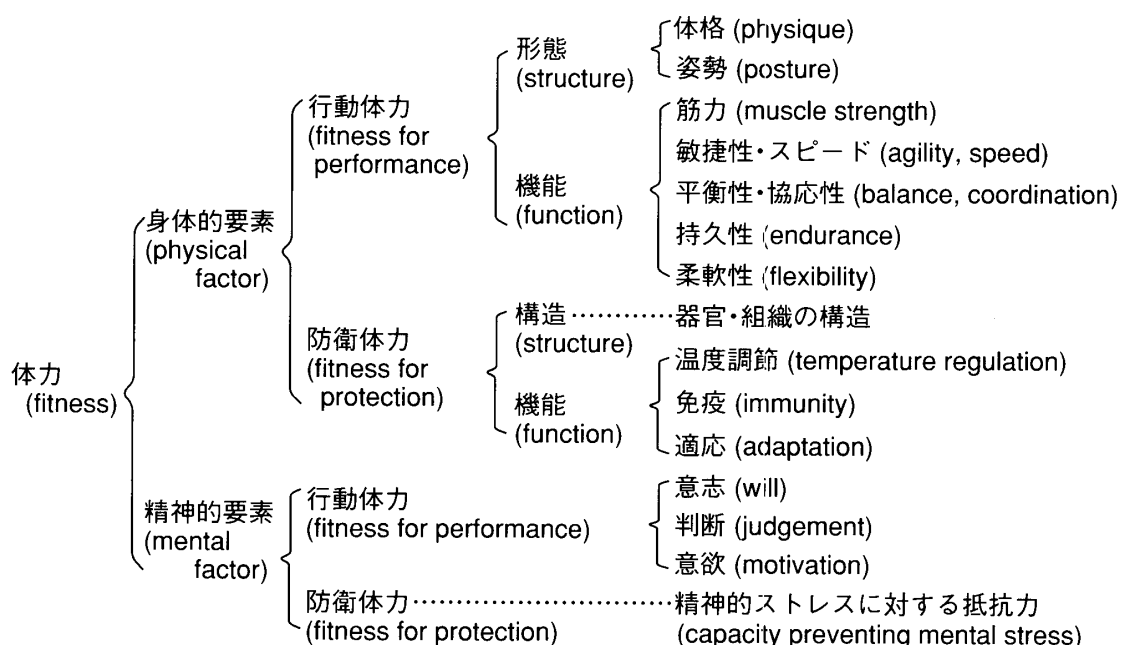 体格 (physique)
形態
(structure)
姿勢 (posture)
行動体力
(fitness for
performance)
筋力 (muscle strength)
敏捷性・スピード (agility, speed)
機能
(function)
平衡性・協応性 (balance, coordination)
持久性 (endurance)
柔軟性 (flexibility)
身体的要素
(physical
factor)
防衛体力
(fitness for
protection)
構造…………器官・組織の構造
(structure)
温度調節 (temperature regulation)
機能
(function)
免疫 (immunity)
適応 (adaptation)
体力
(fitness)
精神的要素
(mental
factor)
行動体力
(fitness for performance)
意志 (will)
判断 (judgement)
意欲 (motivation)
防衛体力…………………………精神的ストレスに対する抵抗力
(fitness for protection)
(capacity preventing mental stress)